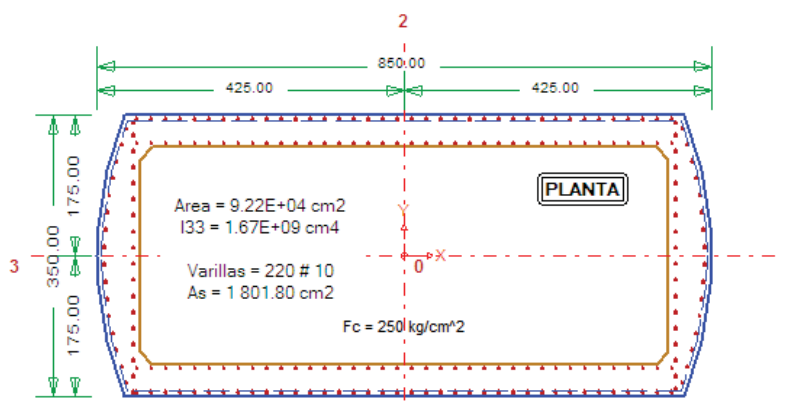 2
850.00
425.00
425.00
175.00
PLANTA
Area = 9.22E+04 cm2
Y
I33 = 1.67E+09 cm4
3
350.00
X
0
Varillas = 220 # 10
As = 1 801.80 cm2
175.00
Fc = 250 kg/cm^2